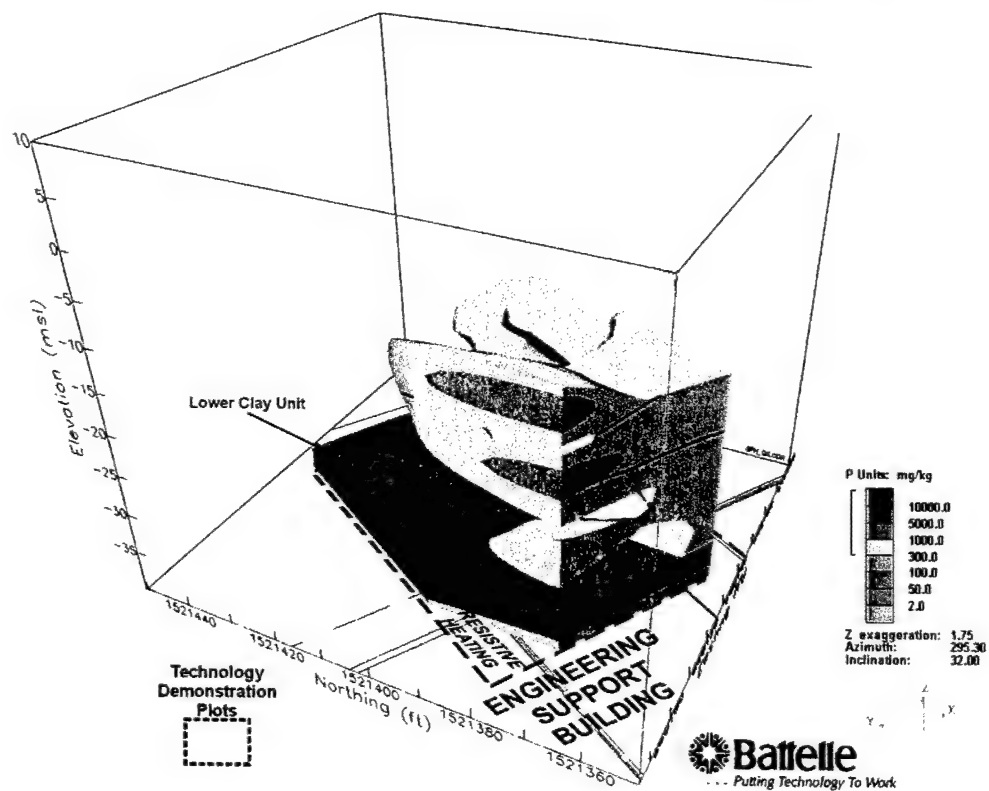 10
5
0
-5
-10
-15
-20
-25
-30
-35
Elevation (msl)
Lower Clay Unit
1521440
1521420
1521400
1521380
1521360
Northing (ft)
RESISTIVE
HEATING
ENGINEERING
SUPPORT
BUILDING
Technology
Demonstration
Plots
P Units: mg/kg
10000.0
5000.0
1000.0
300.0
100.0
50.0
2.0
Z exaggeration: 1.75
Azimuth: 295.30
Inclination: 32.00
Z
Y
X
Battelle
. . . Putting Technology To Work